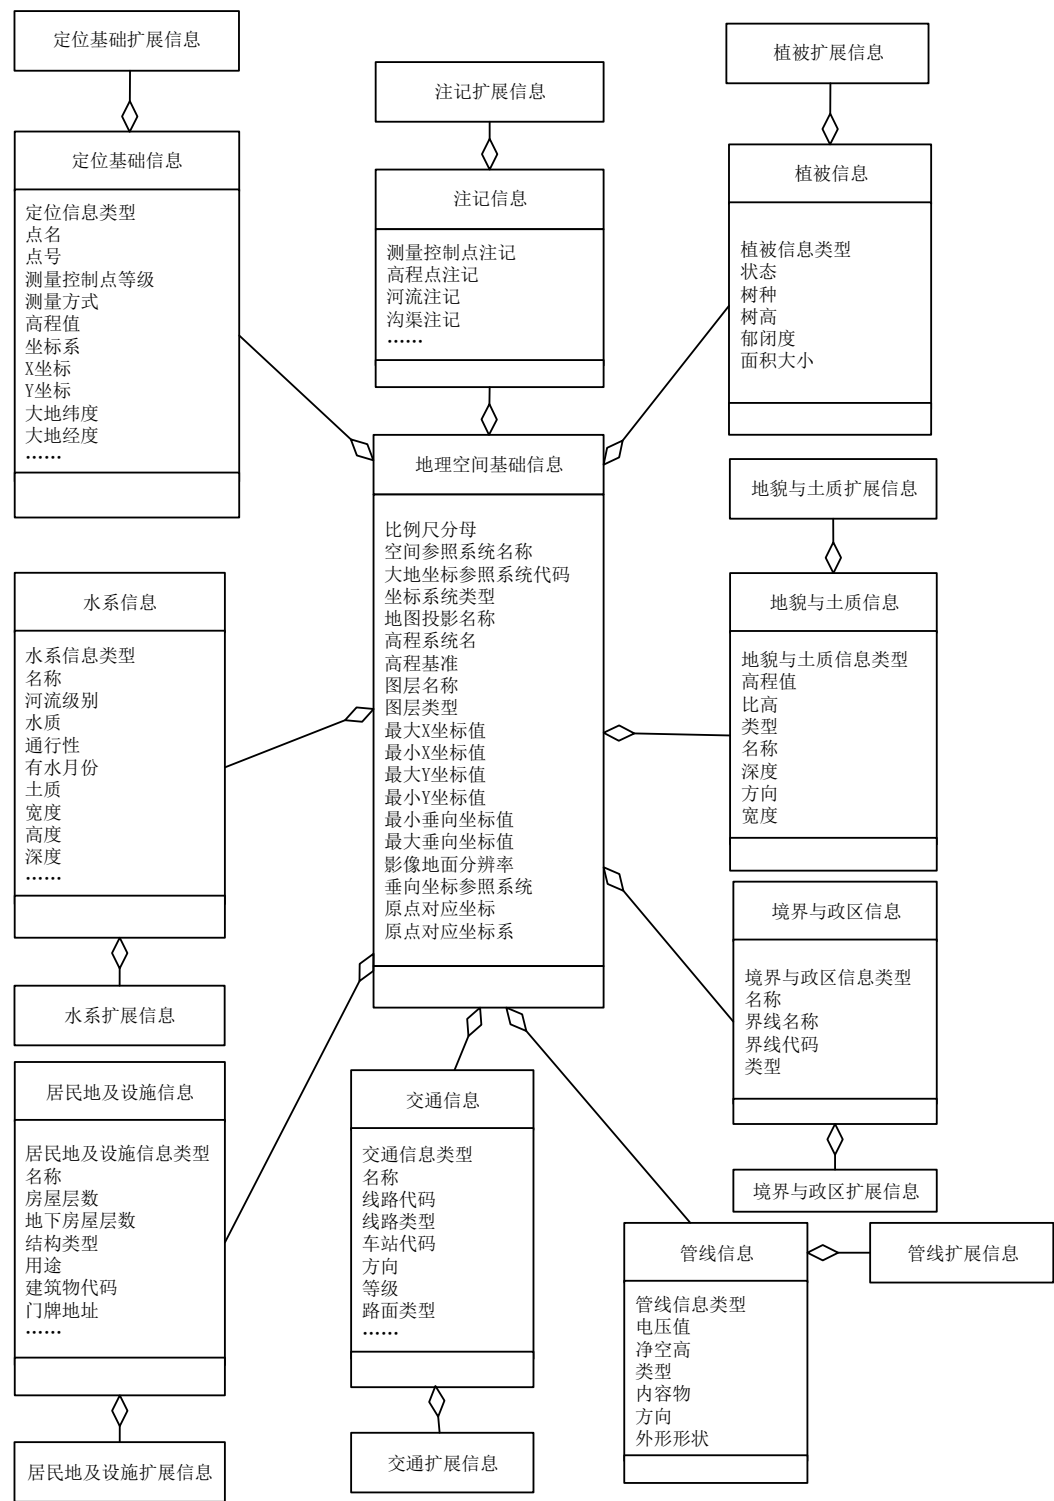 定位基础扩展信息
定位基础信息
定位信息类型
点名
点号
测量控制点等级
测量方式
高程值
坐标系
X坐标
Y坐标
大地纬度
大地经度
……
注记扩展信息
注记信息
测量控制点注记
高程点注记
河流注记
沟渠注记
……
植被扩展信息
植被信息
植被信息类型
状态
树种
树高
郁闭度
面积大小
地理空间基础信息
比例尺分母
空间参照系统名称
大地坐标参照系统代码
坐标系统类型
地图投影名称
高程系统名
高程基准
图层名称
图层类型
最大X坐标值
最小X坐标值
最大Y坐标值
最小Y坐标值
最小垂向坐标值
最大垂向坐标值
影像地面分辨率
垂向坐标参照系统
原点对应坐标
原点对应坐标系
地貌与土质扩展信息
地貌与土质信息
地貌与土质信息类型
高程值
比高
类型
名称
深度
方向
宽度
水系信息
水系信息类型
名称
河流级别
水质
通行性
有水月份
土质
宽度
高度
深度
……
水系扩展信息
境界与政区信息
境界与政区信息类型
名称
界线名称
界线代码
类型
境界与政区扩展信息
居民地及设施信息
居民地及设施信息类型
名称
房屋层数
地下房屋层数
结构类型
用途
建筑物代码
门牌地址
……
居民地及设施扩展信息
交通信息
交通信息类型
名称
线路代码
线路类型
车站代码
方向
等级
路面类型
……
交通扩展信息
管线信息
管线信息类型
电压值
净空高
类型
内容物
方向
外形形状
管线扩展信息